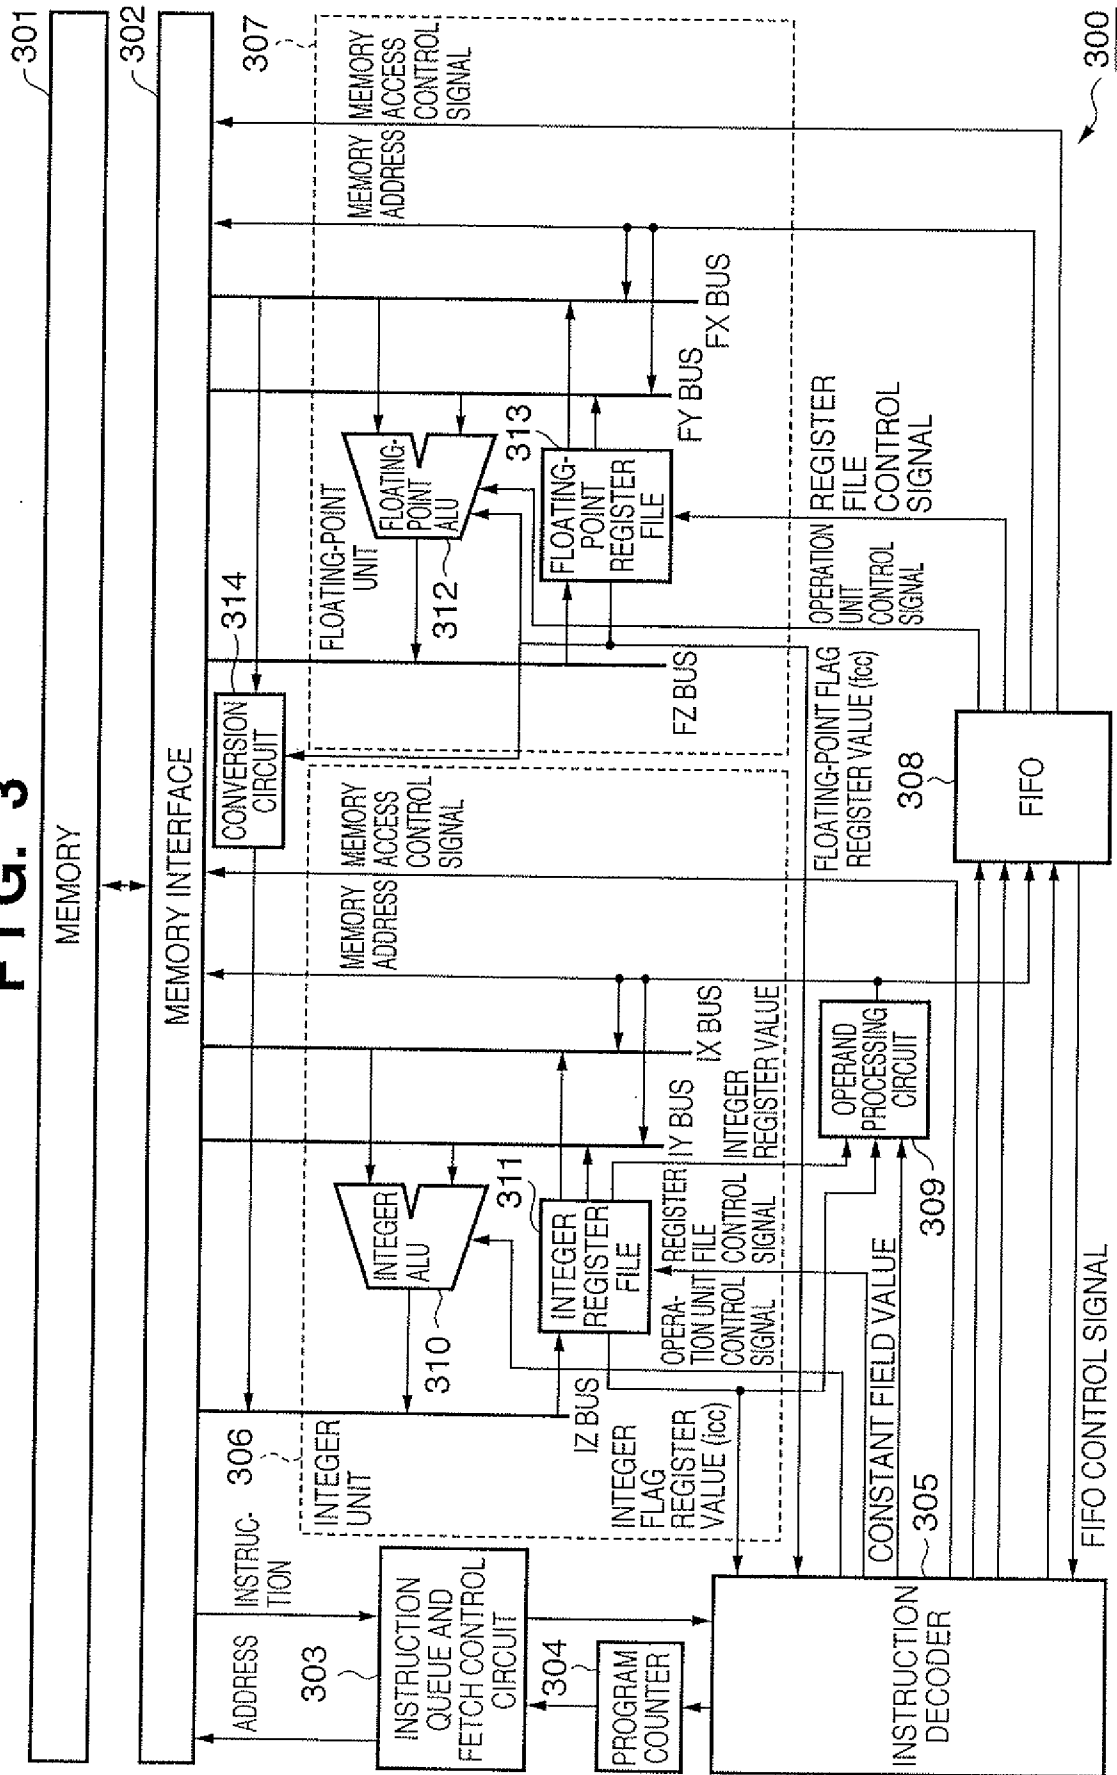 FIG. 3
301
MEMORY
302
MEMORY INTERFACE
ADDRESS
INSTRUC-
TION
303
INSTRUCTION
QUEUE AND
FETCH CONTROL
CIRCUIT
304
PROGRAM
COUNTER
INSTRUCTION
DECODER
305
306
INTEGER
UNIT
INTEGER
ALU
310
IZ BUS
INTEGER
FLAG
REGISTER
VALUE (icc)
311
INTEGER
REGISTER
FILE
OPERA-
TION UNIT
CONTROL
SIGNAL
REGISTER
FILE
CONTROL
SIGNAL
IY BUS
INTEGER
REGISTER VALUE
IX BUS
MEMORY
ADDRESS
MEMORY
ACCESS
CONTROL
SIGNAL
CONVERSION
CIRCUIT
314
307
FLOATING-POINT
UNIT
FLOATING-
POINT
ALU
312
FZ BUS
313
FLOATING-
POINT
REGISTER
FILE
FY BUS
FX BUS
MEMORY
ADDRESS
MEMORY
ACCESS
CONTROL
SIGNAL
CONSTANT FIELD VALUE
OPERAND
PROCESSING
CIRCUIT
309
FLOATING-POINT FLAG
REGISTER VALUE (fcc)
OPERATION
UNIT
CONTROL
SIGNAL
REGISTER
FILE
CONTROL
SIGNAL
308
FIFO
FIFO CONTROL SIGNAL
300